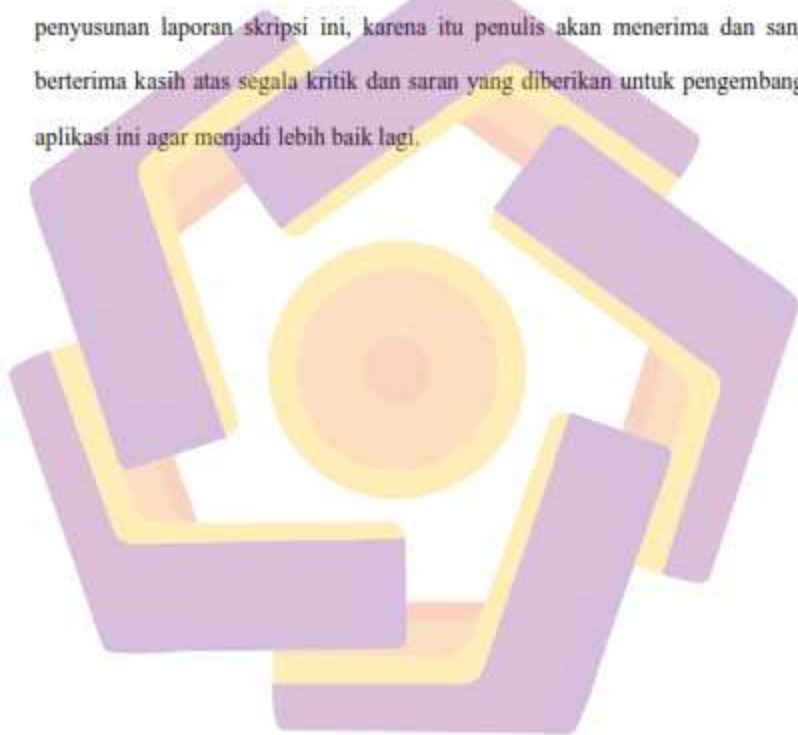 penyusunan laporan skripsi ini, karena itu penulis akan menerima dan san
berterima kasih atas segala kritik dan saran yang diberikan untuk pengembang
aplikasi ini agar menjadi lebih baik lagi.